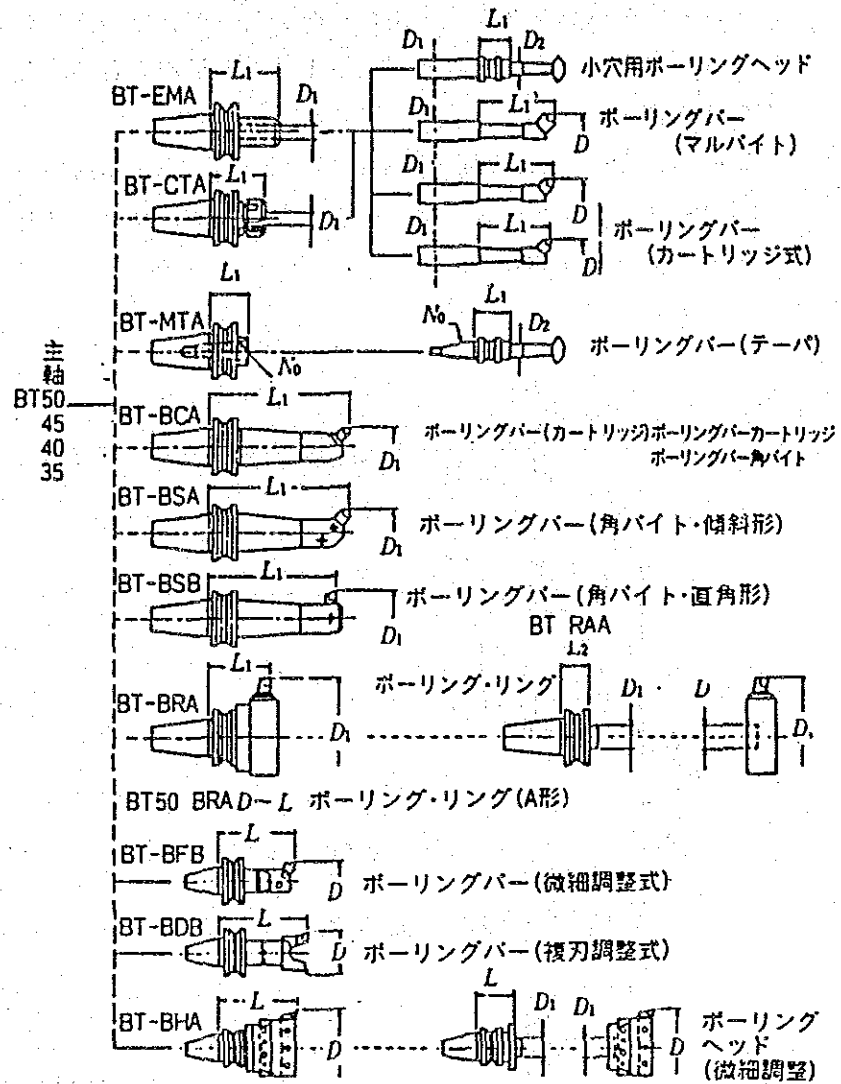 L₁ D₁ D₂
小穴用ボーリングヘッド
BT-EMA L₁ D₁
D₁ L₁' D
ボーリングバー
(マルバイト)
BT-CTA L₁ D₁
D₁ L₁ D
D₁ L₁ D
ボーリングバー
(カートリッジ式)
BT-MTA L₁ No
No L₁ D₂
ボーリングバー(テーパ)
主軸
BT50
45
40
35
BT-BCA L₁ D₁
ボーリングバー(カートリッジ)ボーリングバーカートリッジ
ボーリングバー角バイト
BT-BSA L₁ D₁
ボーリングバー(角バイト・傾斜形)
BT-BSB L₁ D₁
ボーリングバー(角バイト・直角形)
BT RAA
BT-BRA L₁ D₁
ボーリング・リング
L₂ D₁ D D₁
BT50 BRA D~L ボーリング・リング(A形)
BT-BFB L D
ボーリングバー(微細調整式)
BT-BDB L D
ボーリングバー(複刃調整式)
BT-BHA L D
L D₁ D₁ D
ボーリング
ヘッド
(微細調整)